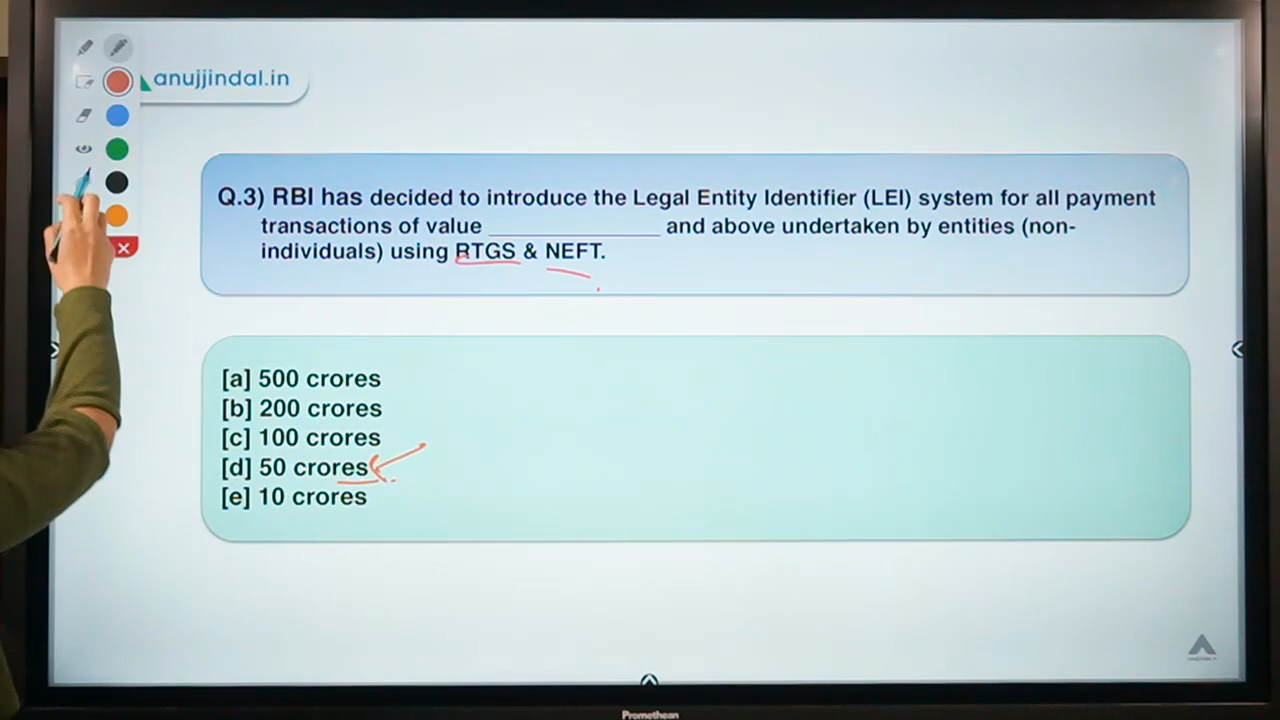 anujjindal.in
Q.3) RBI has decided to introduce the Legal Entity Identifier (LEI) system for all payment
transactions of value ______________ and above undertaken by entities (non-
individuals) using RTGS & NEFT.
[a] 500 crores
[b] 200 crores
[c] 100 crores
[d] 50 crores
[e] 10 crores
Promethean